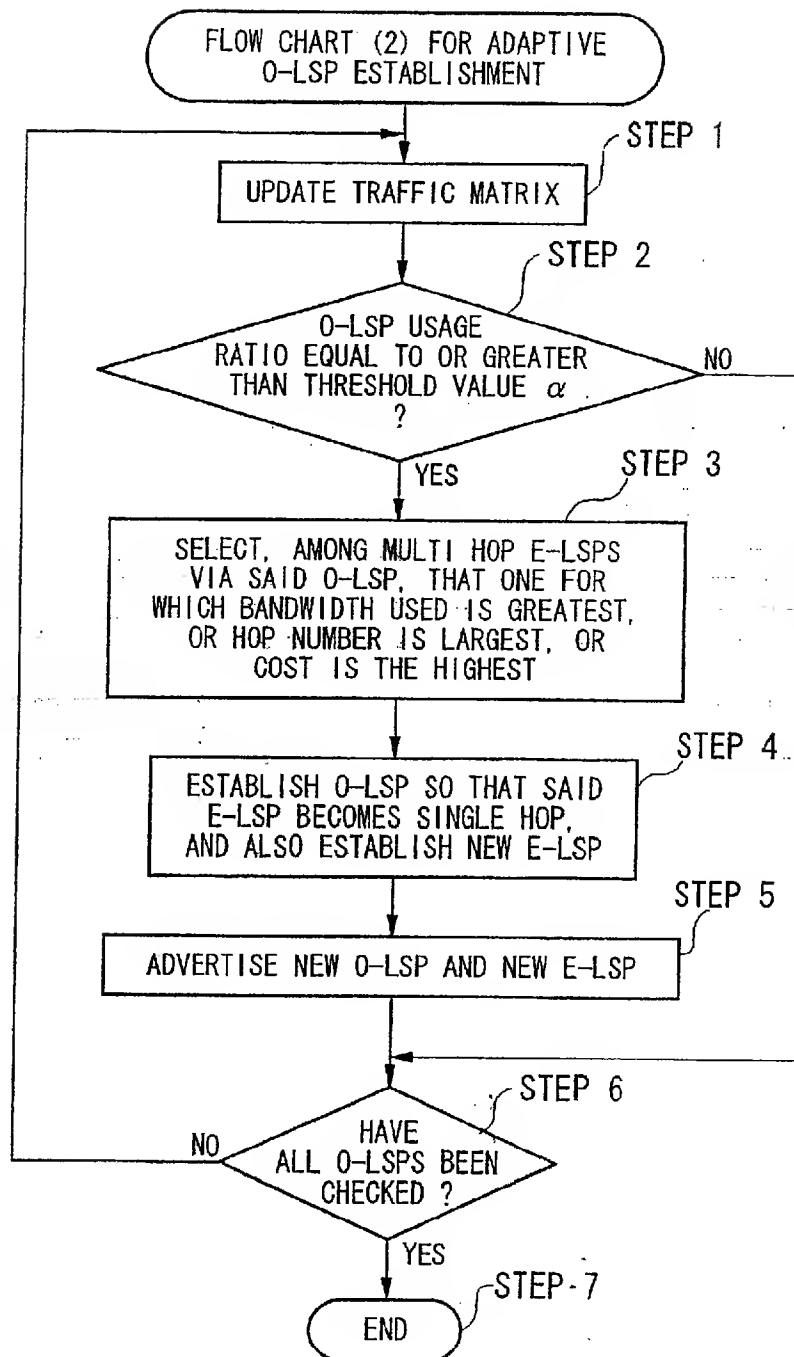 FLOW CHART (2) FOR ADAPTIVE
O-LSP ESTABLISHMENT
STEP 1
UPDATE TRAFFIC MATRIX
STEP 2
O-LSP USAGE
RATIO EQUAL TO OR GREATER
THAN THRESHOLD VALUE α
?
NO
YES
STEP 3
SELECT, AMONG MULTI HOP E-LSPS
VIA SAID O-LSP, THAT ONE FOR
WHICH BANDWIDTH USED IS GREATEST,
OR HOP NUMBER IS LARGEST, OR
COST IS THE HIGHEST
STEP 4
ESTABLISH O-LSP SO THAT SAID
E-LSP BECOMES SINGLE HOP,
AND ALSO ESTABLISH NEW E-LSP
STEP 5
ADVERTISE NEW O-LSP AND NEW E-LSP
STEP 6
NO
HAVE
ALL O-LSPS BEEN
CHECKED ?
YES
STEP 7
END